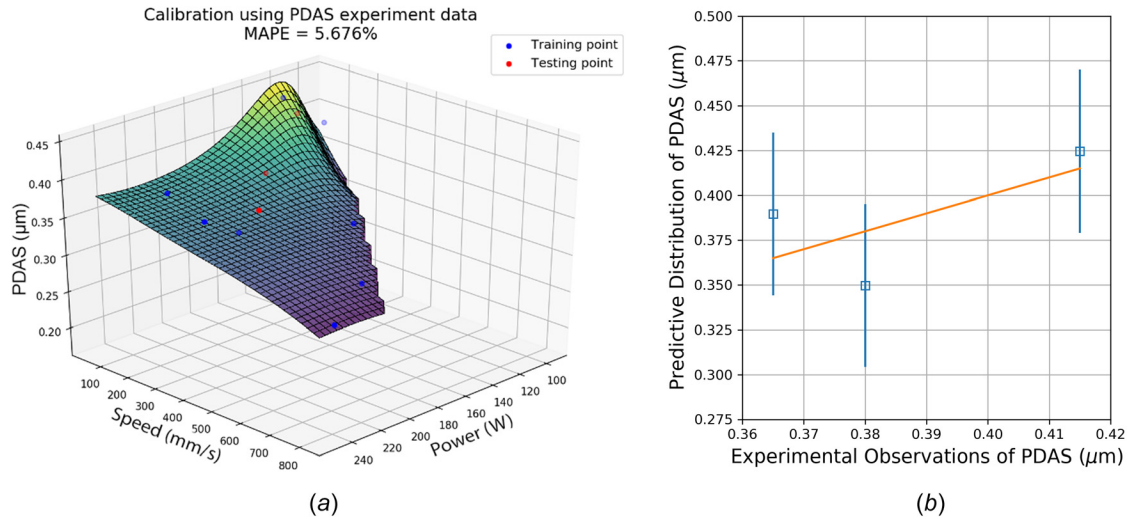 Calibration using PDAS experiment data
MAPE = 5.676%
Training point
Testing point
PDAS (μm)
0.45
0.40
0.35
0.30
0.25
0.20
Speed (mm/s)
100
200
300
400
500
600
700
800
Power (W)
240
220
200
180
160
140
120
100
(a)
Predictive Distribution of PDAS (μm)
0.500
0.475
0.450
0.425
0.400
0.375
0.350
0.325
0.300
0.275
0.36 0.37 0.38 0.39 0.40 0.41 0.42
Experimental Observations of PDAS (μm)
(b)